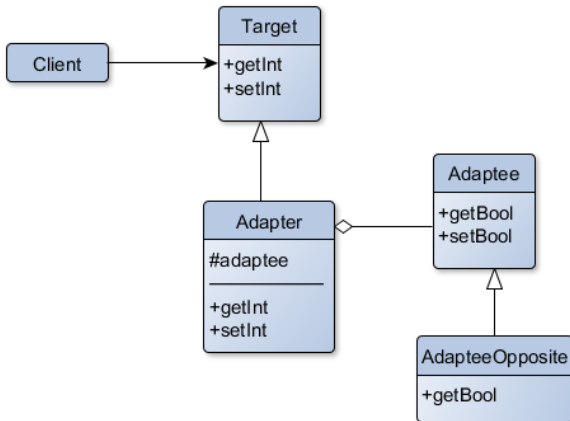 Target
+getInt
+setInt
Client
Adaptee
+getBool
+setBool
Adapter
#adaptee
+getInt
+setInt
AdapteeOpposite
+getBool